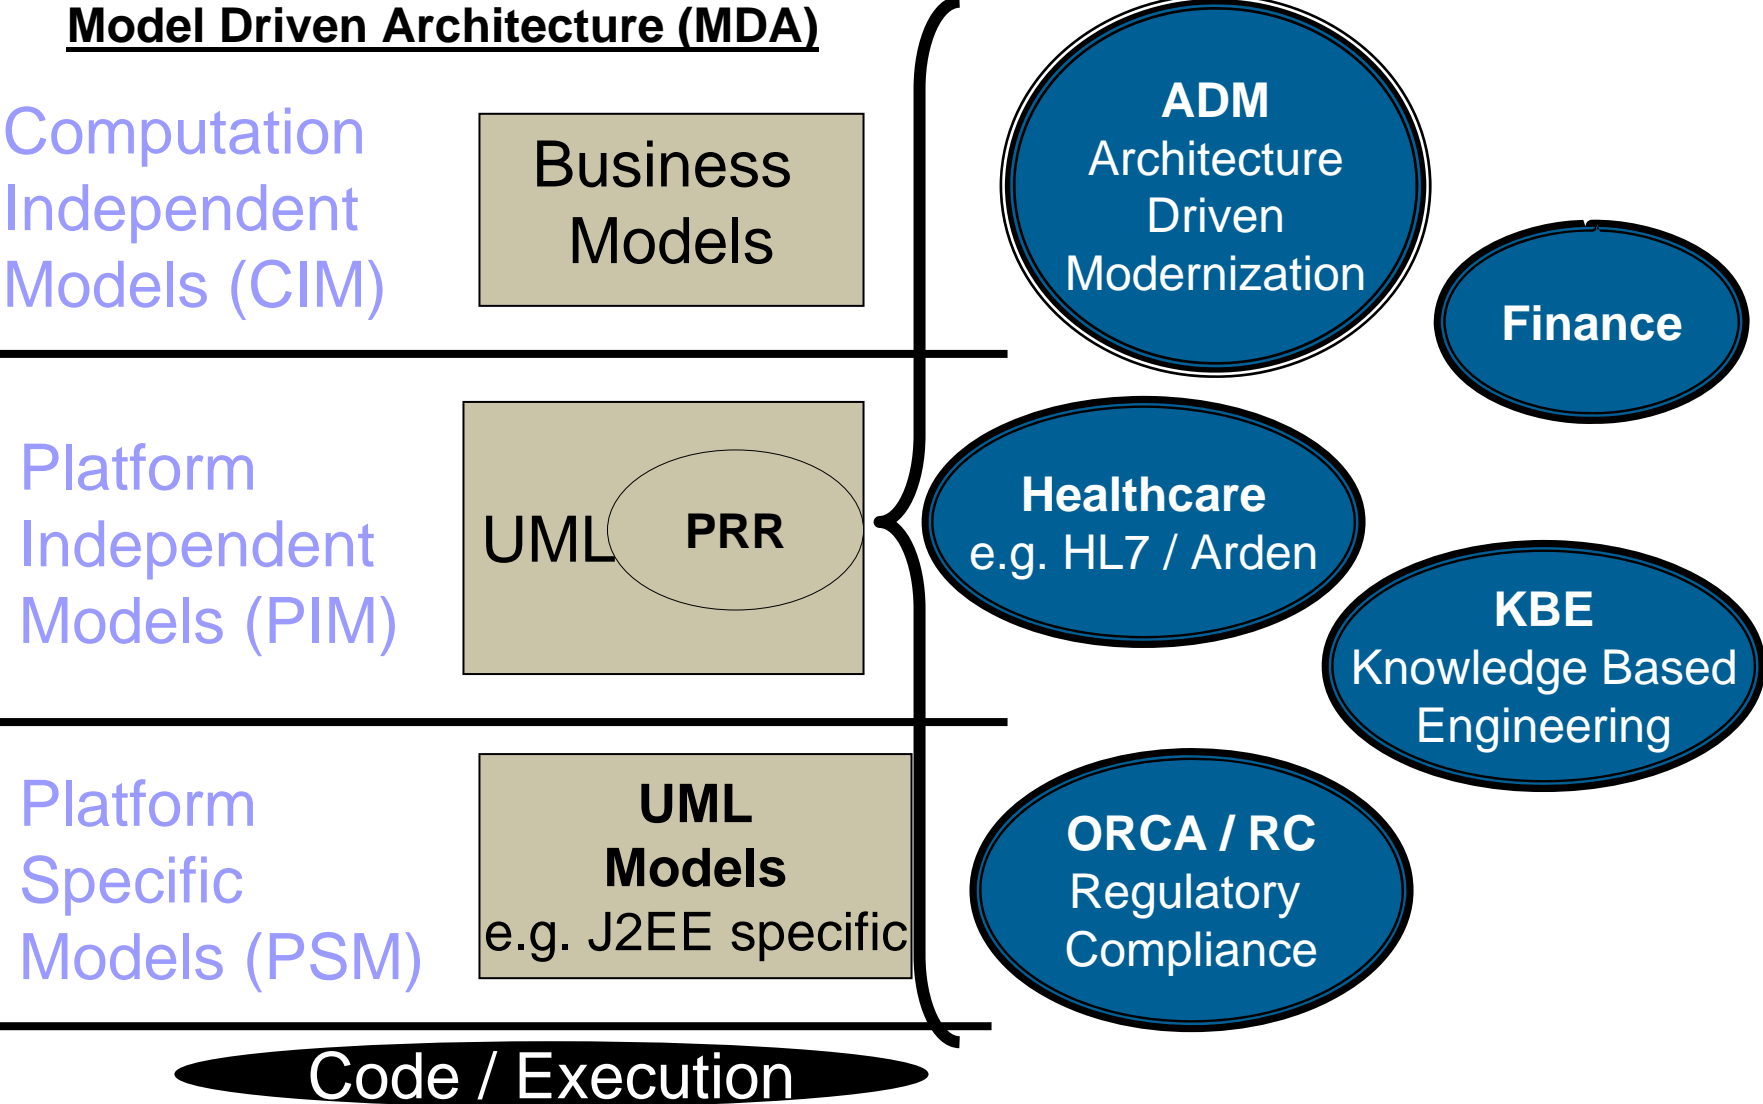 Model Driven Architecture (MDA)
Computation
Independent
Models (CIM)
Business
Models
Platform
Independent
Models (PIM)
UML
PRR
Platform
Specific
Models (PSM)
UML
Models
e.g. J2EE specific
Code / Execution
ADM
Architecture
Driven
Modernization
Finance
Healthcare
e.g. HL7 / Arden
KBE
Knowledge Based
Engineering
ORCA / RC
Regulatory
Compliance